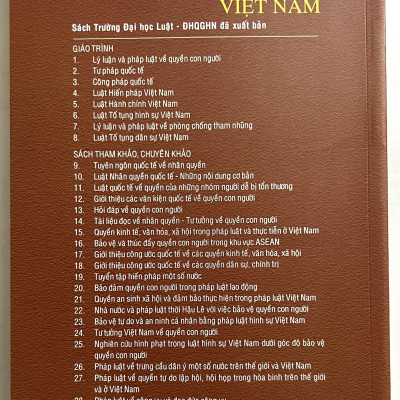 VIỆT NAM
Sách Trường Đại học Luật - ĐHQGHN đã xuất bản
GIÁO TRÌNH
1. Lý luận và pháp luật về quyền con người
2. Tư pháp quốc tế
3. Công pháp quốc tế
4. Luật Hiến pháp Việt Nam
5. Luật Hành chính Việt Nam
6. Luật Tố tụng hình sự Việt Nam
7. Lý luận và pháp luật về phòng chống tham nhũng
8. Luật Tố tụng dân sự Việt Nam
SÁCH THAM KHẢO, CHUYÊN KHẢO
9. Tuyên ngôn quốc tế về nhân quyền
10. Luật Nhân quyền quốc tế - Những nội dung cơ bản
11. Luật quốc tế về quyền của những nhóm người dễ bị tổn thương
12. Giới thiệu các văn kiện quốc tế về quyền con người
13. Hỏi đáp về quyền con người
14. Tài liệu đọc về nhân quyền - Tư tưởng về quyền con người
15. Quyền kinh tế, văn hóa, xã hội trong pháp luật và thực tiễn ở Việt Nam
16. Bảo vệ và thúc đẩy quyền con người trong khu vực ASEAN
17. Giới thiệu công ước quốc tế về các quyền kinh tế, văn hóa, xã hội
18. Giới thiệu công ước quốc tế về các quyền dân sự, chính trị
19. Tuyển tập hiến pháp một số nước
20. Bảo đảm quyền con người trong pháp luật lao động
21. Quyền an sinh xã hội và đảm bảo thực hiện trong pháp luật Việt Nam
22. Nhà nước và pháp luật thời Hậu Lê với việc bảo vệ quyền con người
23. Bảo vệ tự do và an ninh cá nhân bằng pháp luật hình sự Việt Nam
24. Tư tưởng Việt Nam về quyền con người
25. Nghiên cứu hình phạt trong luật hình sự Việt Nam dưới góc độ bảo vệ
quyền con người
26. Pháp luật về trưng cầu dân ý một số nước trên thế giới và Việt Nam
27. Pháp luật về quyền tự do lập hội, hội họp trong hòa bình trên thế giới
và ở Việt Nam